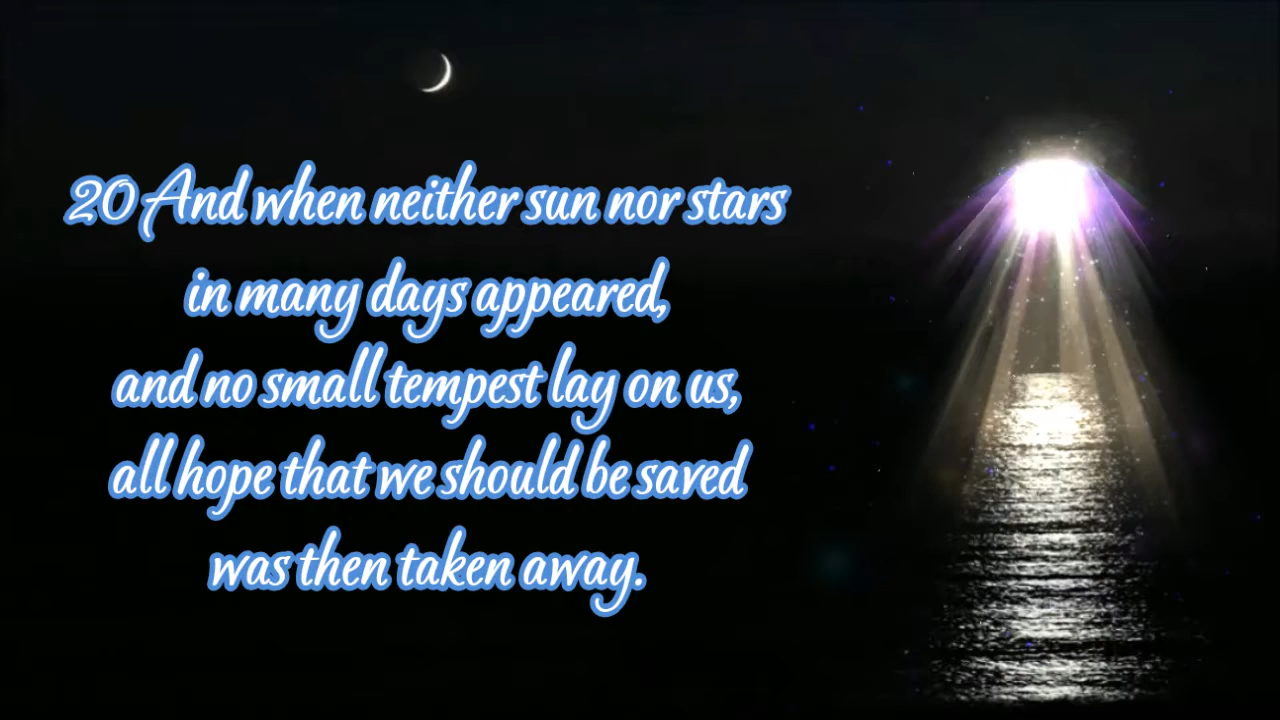 20 And when neither sun nor stars
in many days appeared,
and no small tempest lay on us,
all hope that we should be saved
was then taken away.